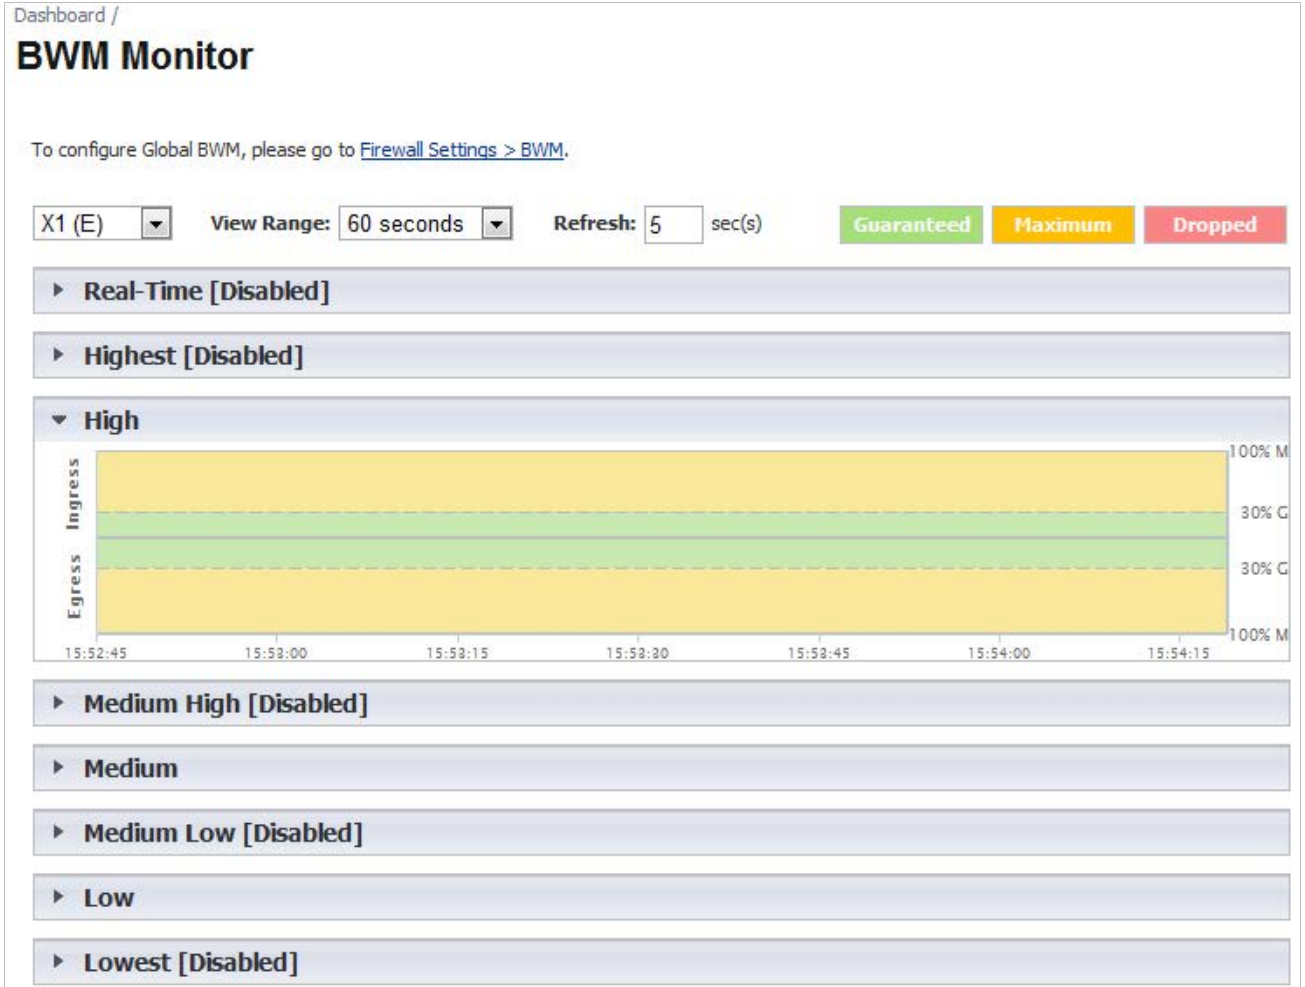 Dashboard /
BWM Monitor
To configure Global BWM, please go to Firewall Settings > BWM.
X1 (E) View Range: 60 seconds Refresh: 5 sec(s) Guaranteed Maximum Dropped
Real-Time [Disabled]
Highest [Disabled]
High
Ingress
Egress
100% M
30% G
30% G
100% M
15:52:45 15:53:00 15:53:15 15:53:30 15:53:45 15:54:00 15:54:15
Medium High [Disabled]
Medium
Medium Low [Disabled]
Low
Lowest [Disabled]